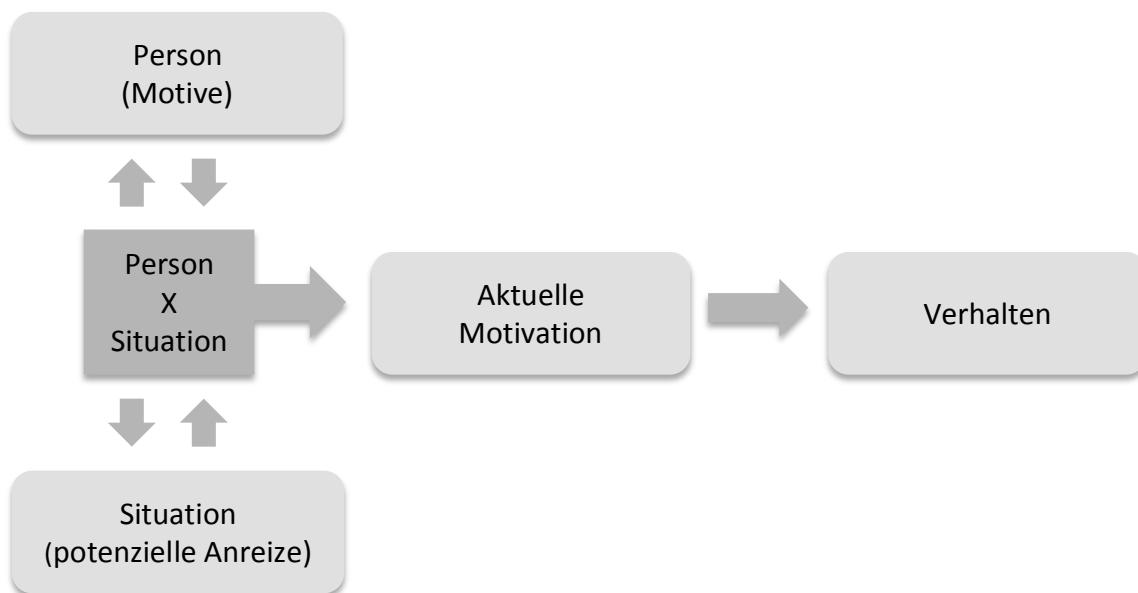 Person
(Motive)
Person
X
Situation
Aktuelle
Motivation
Verhalten
Situation
(potenzielle Anreize)